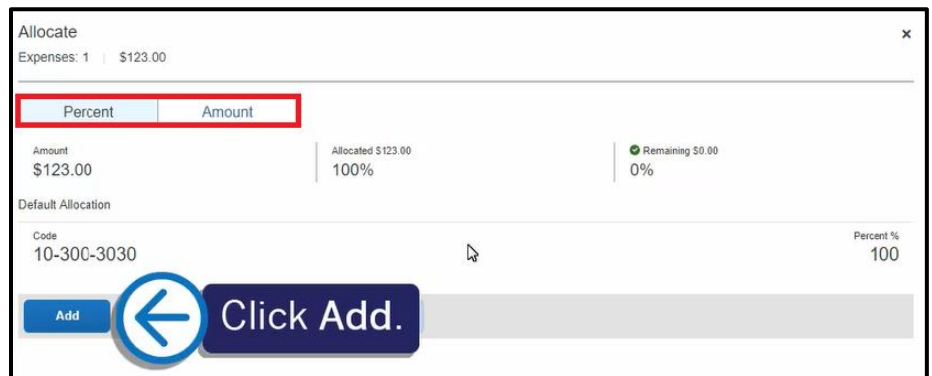 Allocate
×
Expenses: 1 | $123.00
Percent Amount
Amount Allocated $123.00 Remaining $0.00
$123.00 100% 0%
Default Allocation
Code Percent %
10-300-3030 100
Add Click Add.